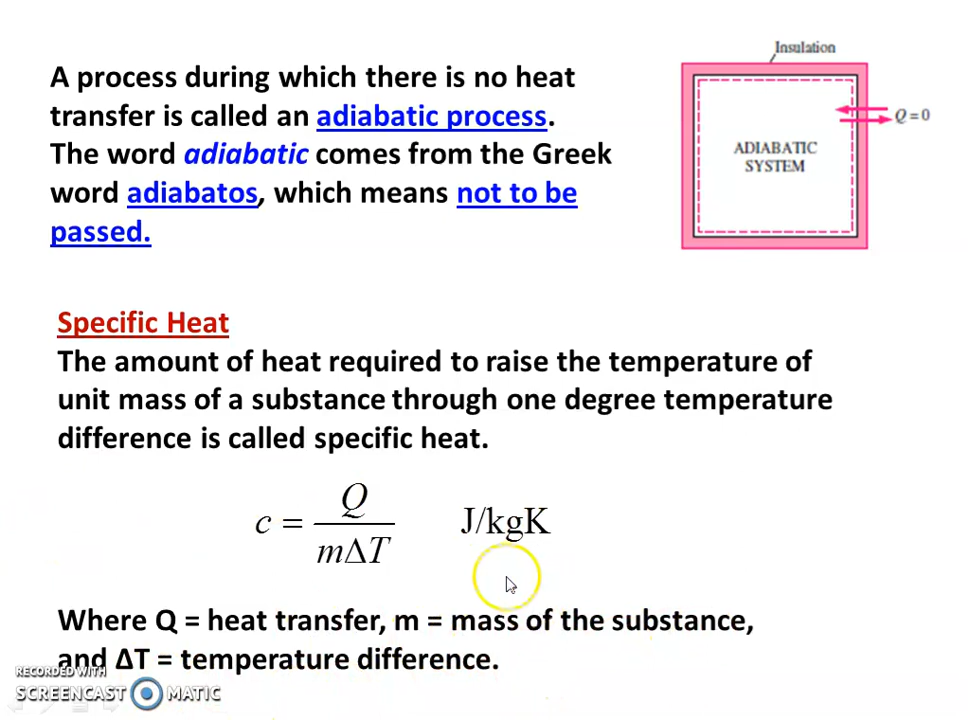 A process during which there is no heat
transfer is called an adiabatic process.
The word adiabatic comes from the Greek
word adiabatos, which means not to be
passed.
Insulation
Q = 0
ADIABATIC
SYSTEM
Specific Heat
The amount of heat required to raise the temperature of
unit mass of a substance through one degree temperature
difference is called specific heat.
c = Q / mΔT J/kgK
Where Q = heat transfer, m = mass of the substance,
and ΔT = temperature difference.
RECORDED WITH
SCREENCAST MATIC